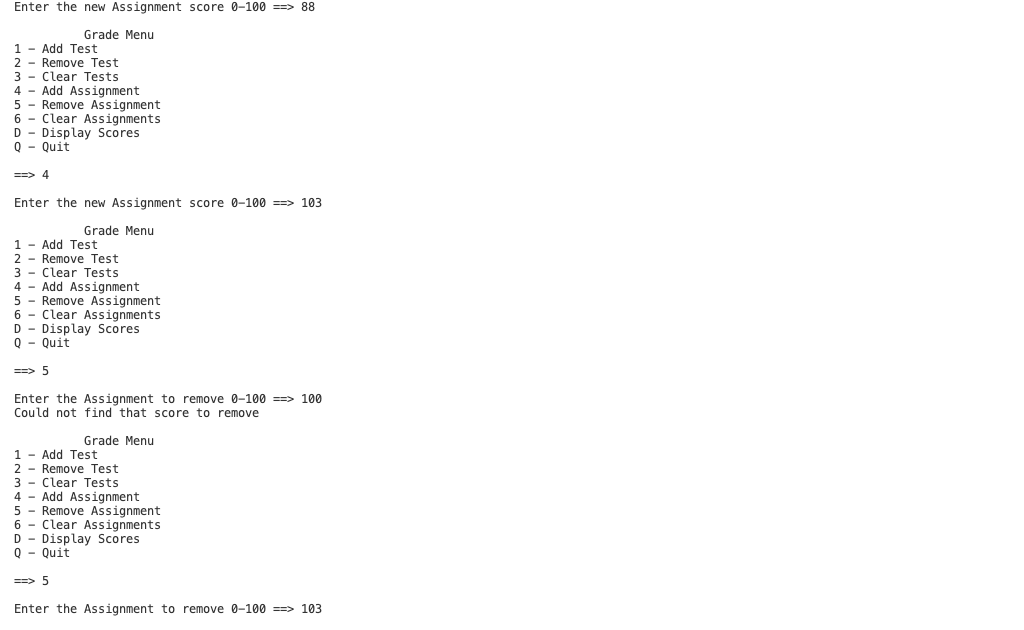 Enter the new Assignment score 0-100 ==> 88
Grade Menu
1 - Add Test
2 - Remove Test
3 - Clear Tests
4 - Add Assignment
5 - Remove Assignment
6 - Clear Assignments
D - Display Scores
Q - Quit
==> 4
Enter the new Assignment score 0-100 ==> 103
Grade Menu
1 - Add Test
2 - Remove Test
3 - Clear Tests
4 - Add Assignment
5 - Remove Assignment
6 - Clear Assignments
D - Display Scores
Q - Quit
==> 5
Enter the Assignment to remove 0-100 ==> 100
Could not find that score to remove
Grade Menu
1 - Add Test
2 - Remove Test
3 - Clear Tests
4 - Add Assignment
5 - Remove Assignment
6 - Clear Assignments
D - Display Scores
Q - Quit
==> 5
Enter the Assignment to remove 0-100 ==> 103